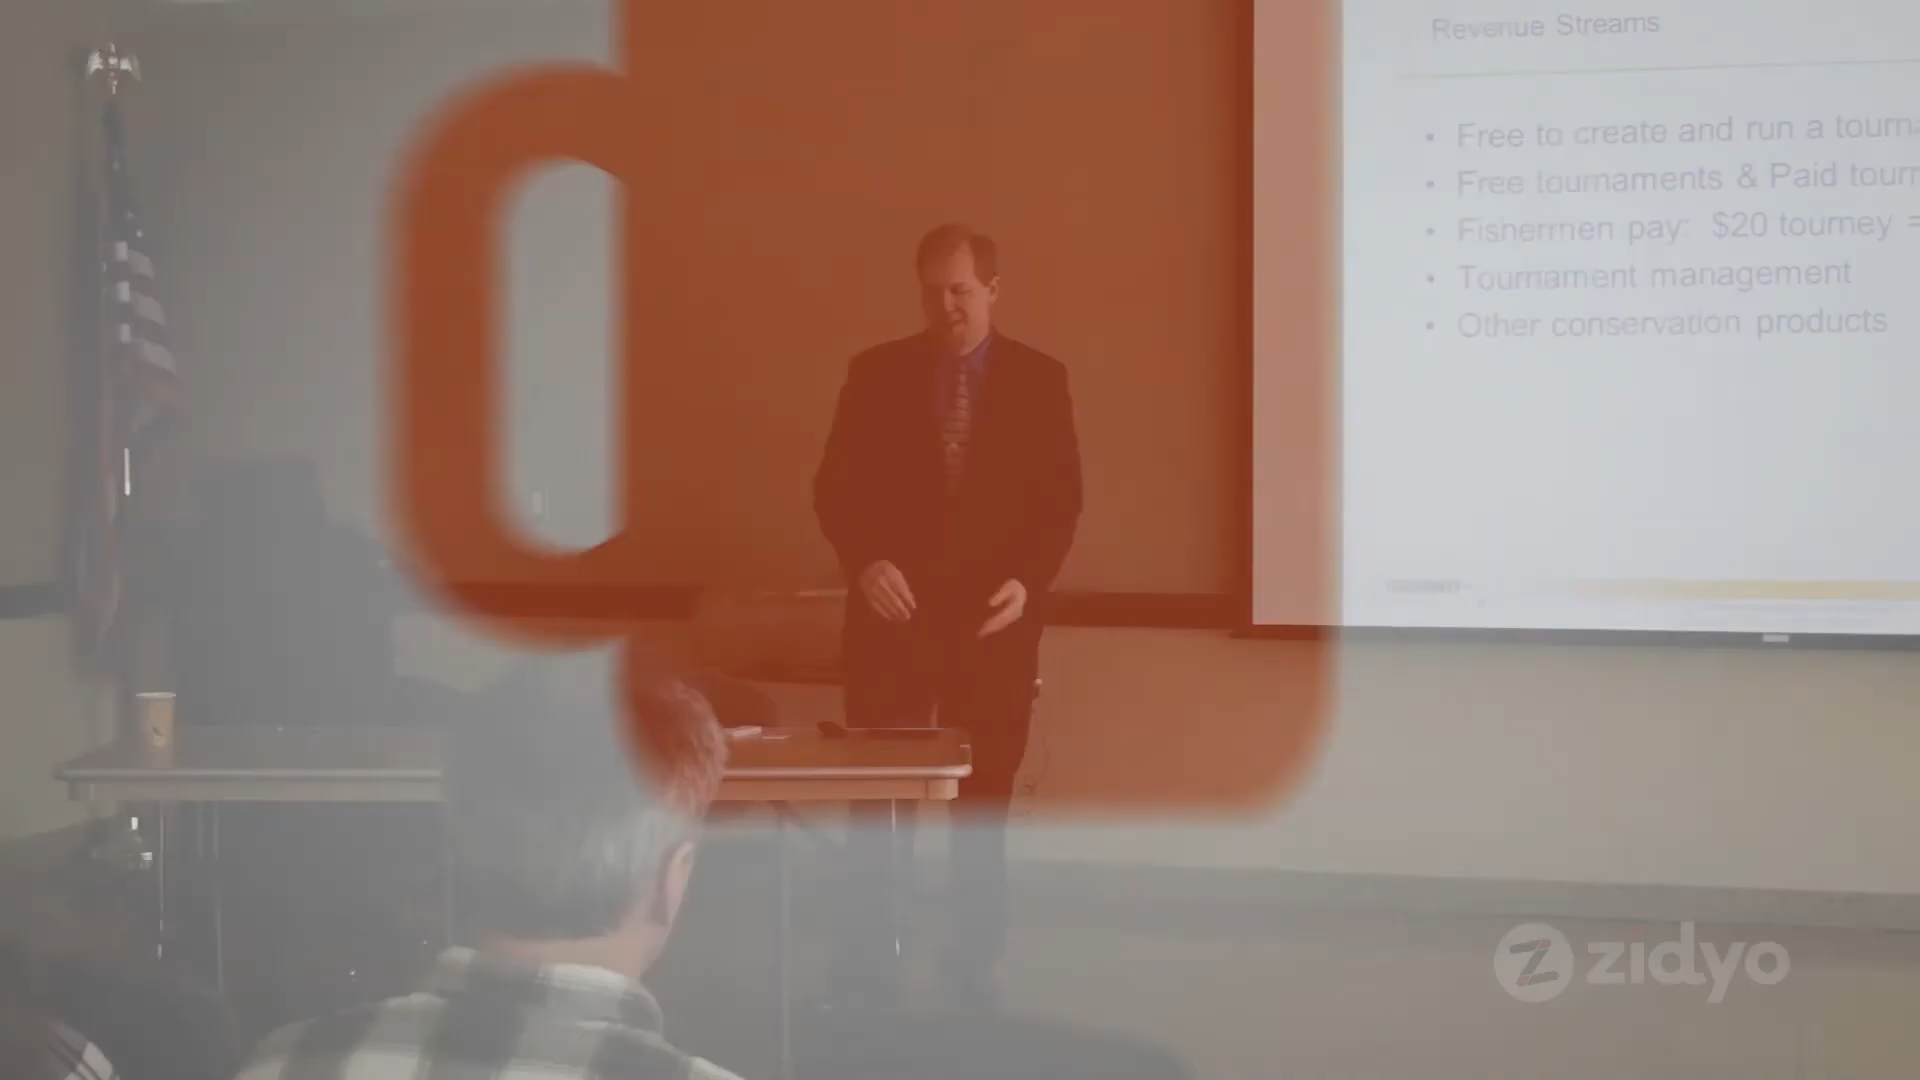 Revenue Streams
• Free to create and run a tourna
• Free tournaments & Paid tourn
• Fishermen pay: $20 tourney =
• Tournament management
• Other conservation products
zidyo